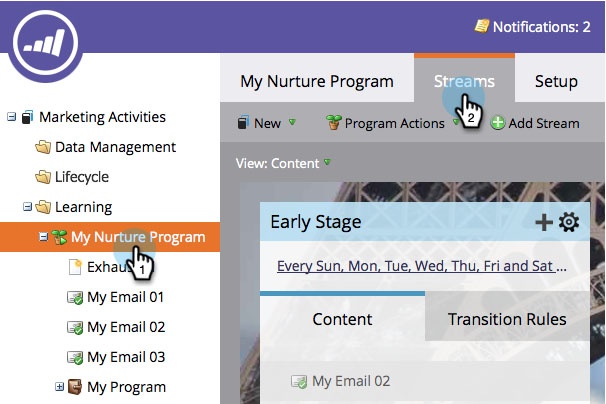 Notifications: 2
My Nurture Program
Streams
Setup
New
Program Actions
Add Stream
View: Content
Marketing Activities
Data Management
Lifecycle
Learning
My Nurture Program
1
2
My Email 01
My Email 02
My Email 03
My Program
Early Stage
Every Sun, Mon, Tue, Wed, Thu, Fri and Sat ...
Content
Transition Rules
My Email 02